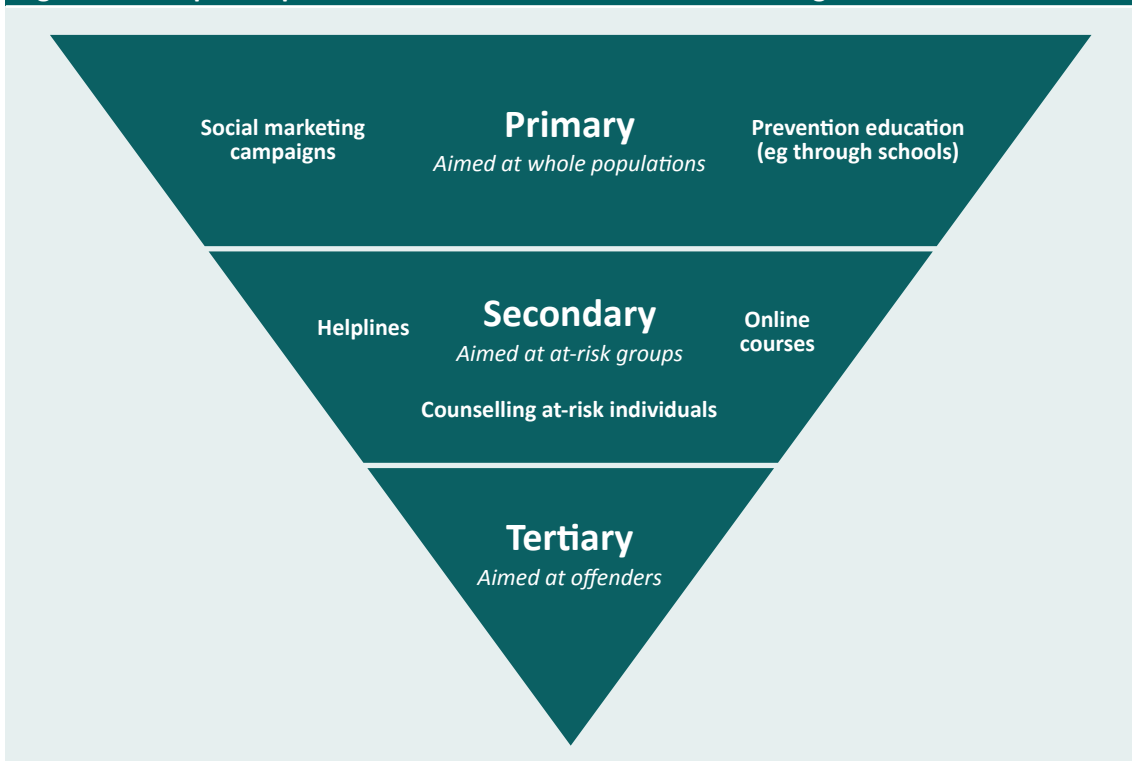 Social marketing
campaigns
Primary
Aimed at whole populations
Prevention education
(eg through schools)
Helplines
Secondary
Aimed at at-risk groups
Online
courses
Counselling at-risk individuals
Tertiary
Aimed at offenders